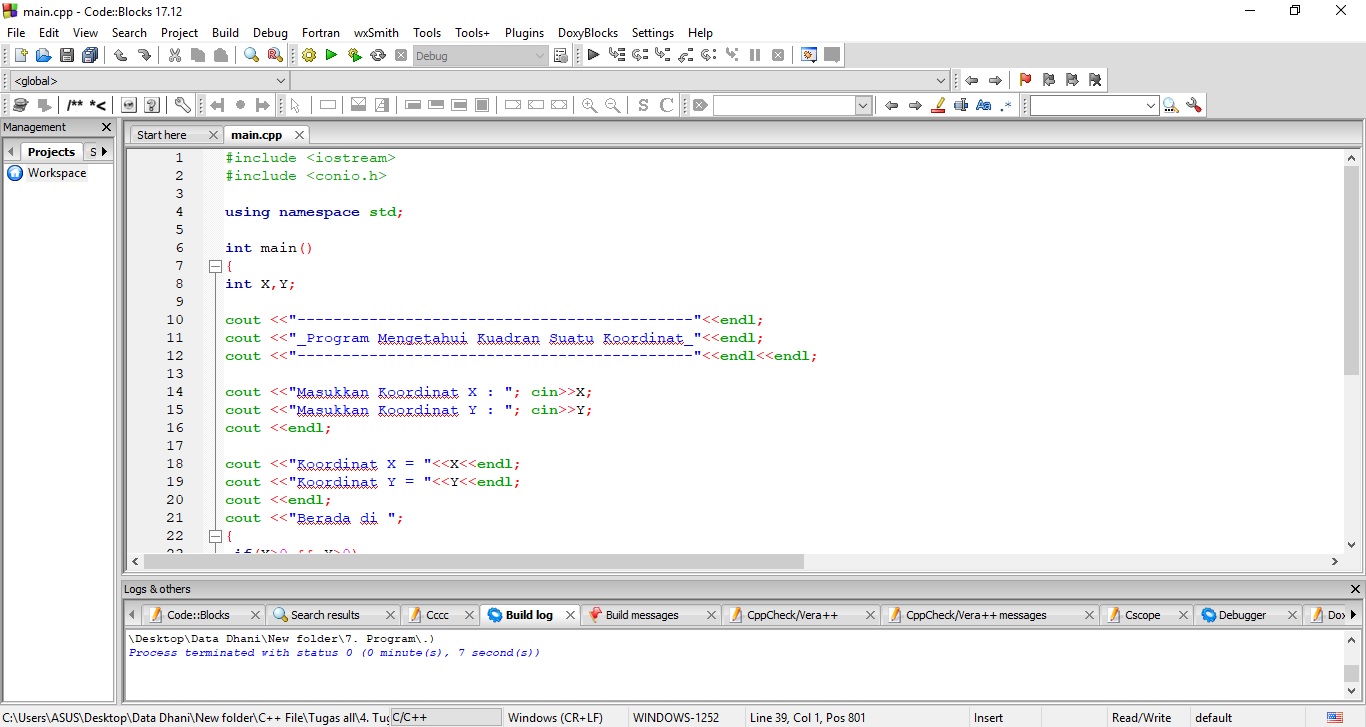 main.cpp - Code::Blocks 17.12
File Edit View Search Project Build Debug Fortran wxSmith Tools Tools+ Plugins DoxyBlocks Settings Help
Debug
<global>
/** *< S C Aa .*
Management
Projects S
Workspace
Start here main.cpp
1 #include <iostream>
2 #include <conio.h>
3
4 using namespace std;
5
6 int main()
7 {
8 int X,Y;
9
10 cout <<"--------------------------------------------"<<endl;
11 cout <<"_Program Mengetahui Kuadran Suatu Koordinat_"<<endl;
12 cout <<"--------------------------------------------"<<endl<<endl;
13
14 cout <<"Masukkan Koordinat X : "; cin>>X;
15 cout <<"Masukkan Koordinat Y : "; cin>>Y;
16 cout <<endl;
17
18 cout <<"Koordinat X = "<<X<<endl;
19 cout <<"Koordinat Y = "<<Y<<endl;
20 cout <<endl;
21 cout <<"Berada di ";
22 {
Logs & others
Code::Blocks Search results Cccc Build log Build messages CppCheck/Vera++ CppCheck/Vera++ messages Cscope Debugger Dox
\Desktop\Data Dhani\New folder\7. Program\.)
Process terminated with status 0 (0 minute(s), 7 second(s))
C:\Users\ASUS\Desktop\Data Dhani\New folder\C++ File\Tugas all\4. Tug C/C++ Windows (CR+LF) WINDOWS-1252 Line 39, Col 1, Pos 801 Insert Read/Write default